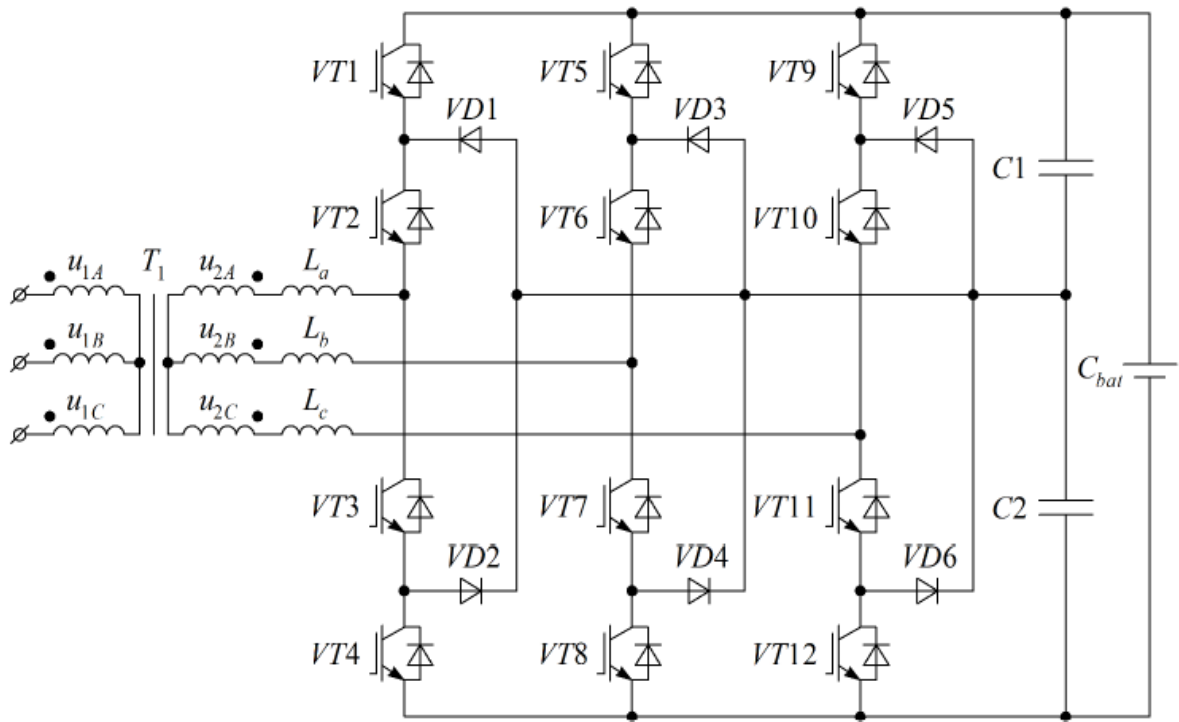 VT1
VT5
VT9
VD1
VD3
VD5
C1
VT2
VT6
VT10
u1A
T1
u2A
La
u1B
u2B
Lb
Cbat
u1C
u2C
Lc
VT3
VT7
VT11
C2
VD2
VD4
VD6
VT4
VT8
VT12